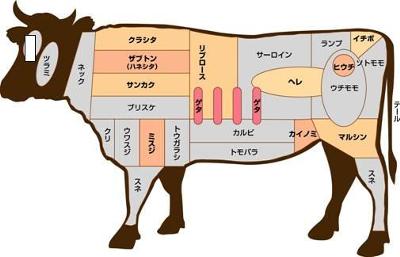 ツラミ
ネック
クラシタ
ザブトン
(ハネシタ)
サンカク
ブリスケ
リブロース
ゲタ
ゲタ
サーロイン
ヘレ
ランプ
イチボ
ヒウチ
ソトモモ
ウチモモ
テール
クリ
ウワスジ
ミスジ
トウガラシ
カルビ
カイノミ
マルシン
トモバラ
スネ
スネ